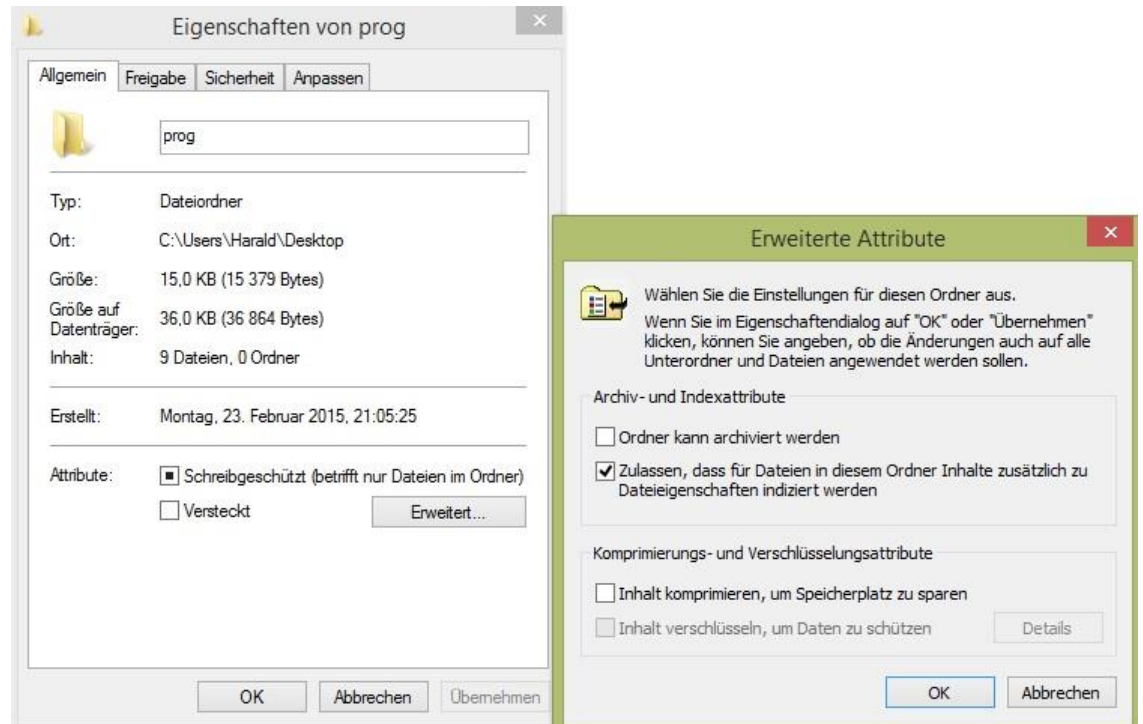 Eigenschaften von prog
Allgemein Freigabe Sicherheit Anpassen
prog
Typ: Dateiordner
Ort: C:\Users\Harald\Desktop
Größe: 15,0 KB (15 379 Bytes)
Größe auf
Datenträger: 36,0 KB (36 864 Bytes)
Inhalt: 9 Dateien, 0 Ordner
Erstellt: Montag, 23. Februar 2015, 21:05:25
Attribute: Schreibgeschützt (betrifft nur Dateien im Ordner)
Versteckt Erweitert...
OK Abbrechen Übernehmen
Erweiterte Attribute
Wählen Sie die Einstellungen für diesen Ordner aus.
Wenn Sie im Eigenschaftendialog auf "OK" oder "Übernehmen"
klicken, können Sie angeben, ob die Änderungen auch auf alle
Unterordner und Dateien angewendet werden sollen.
Archiv- und Indexattribute
Ordner kann archiviert werden
Zulassen, dass für Dateien in diesem Ordner Inhalte zusätzlich zu
Dateieigenschaften indiziert werden
Komprimierungs- und Verschlüsselungsattribute
Inhalt komprimieren, um Speicherplatz zu sparen
Inhalt verschlüsseln, um Daten zu schützen Details
OK Abbrechen